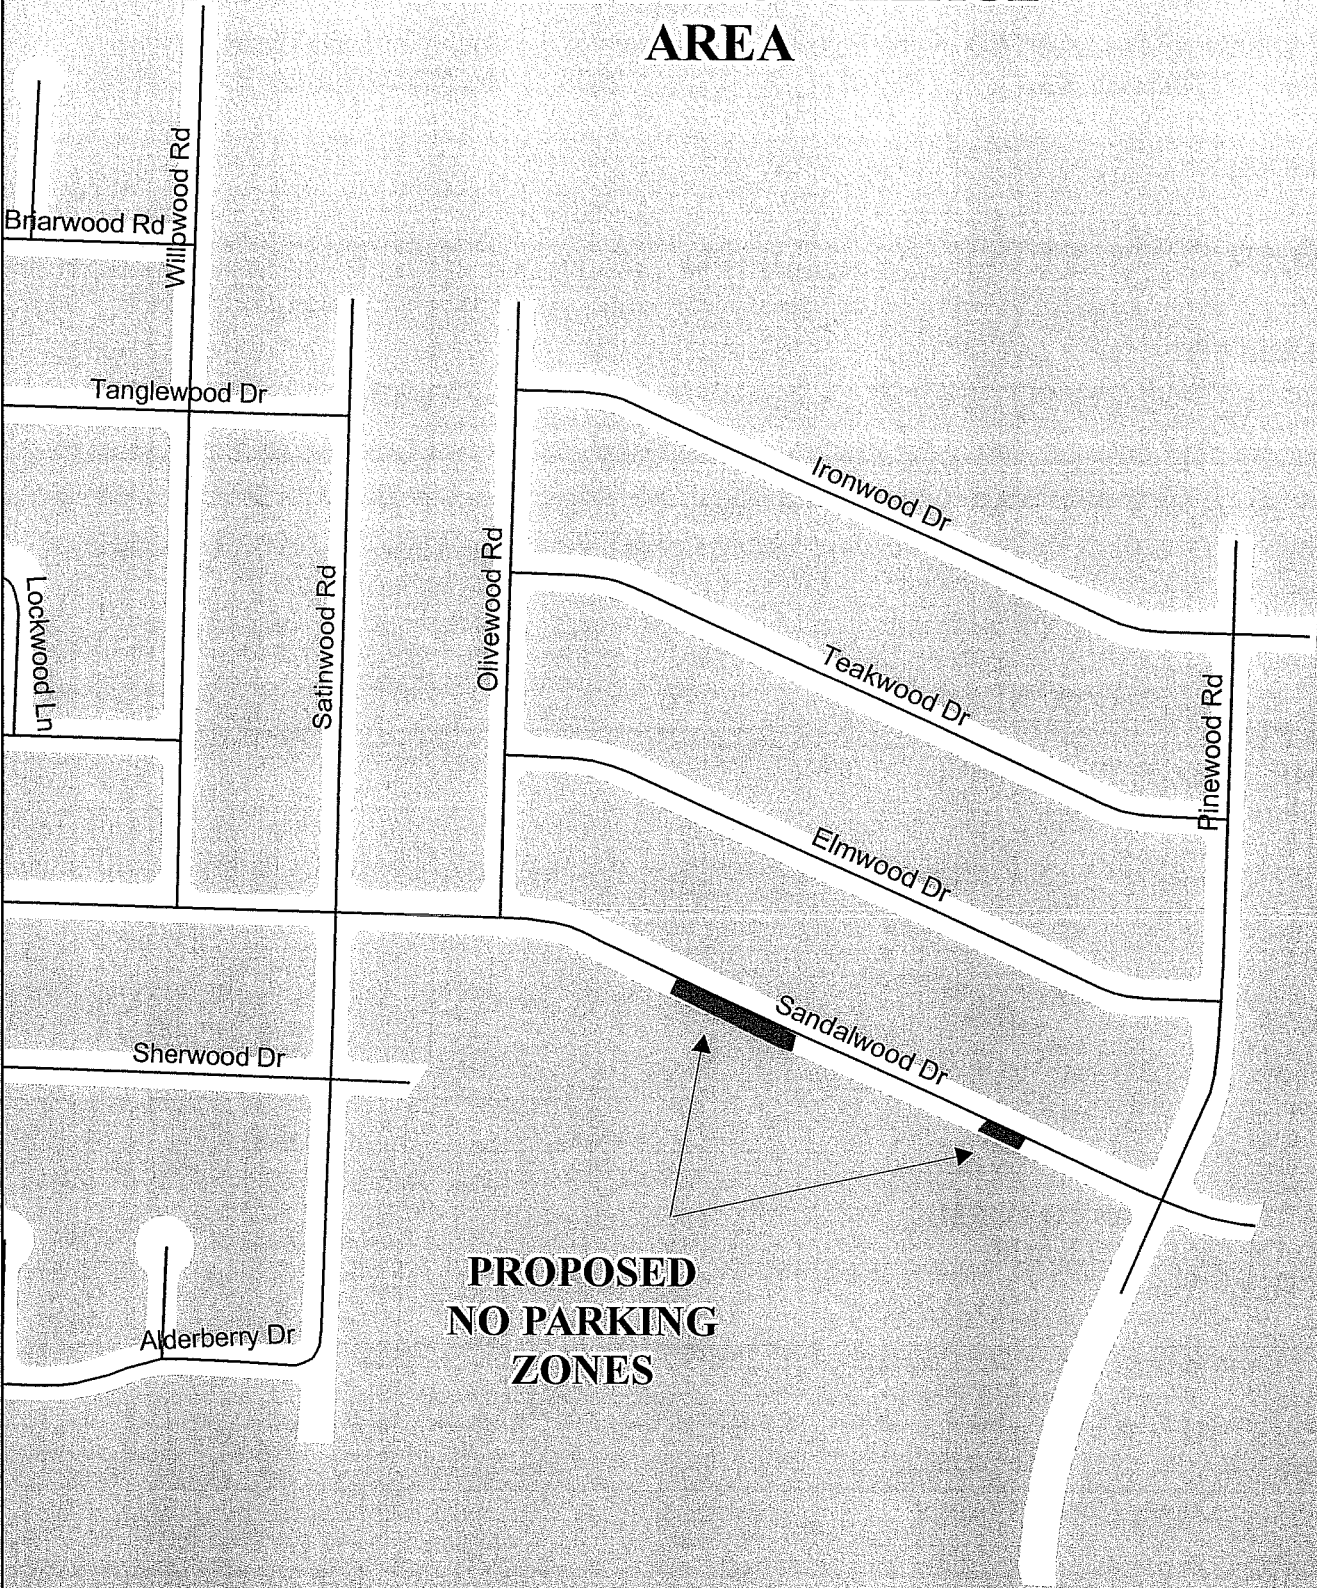 AREA
Willowwood Rd
Briarwood Rd
Tanglewood Dr
Ironwood Dr
Olivewood Rd
Satinwood Rd
Lockwood Ln
Teakwood Dr
Pinewood Rd
Elmwood Dr
Sandalwood Dr
Sherwood Dr
PROPOSED
NO PARKING
ZONES
Alderberry Dr